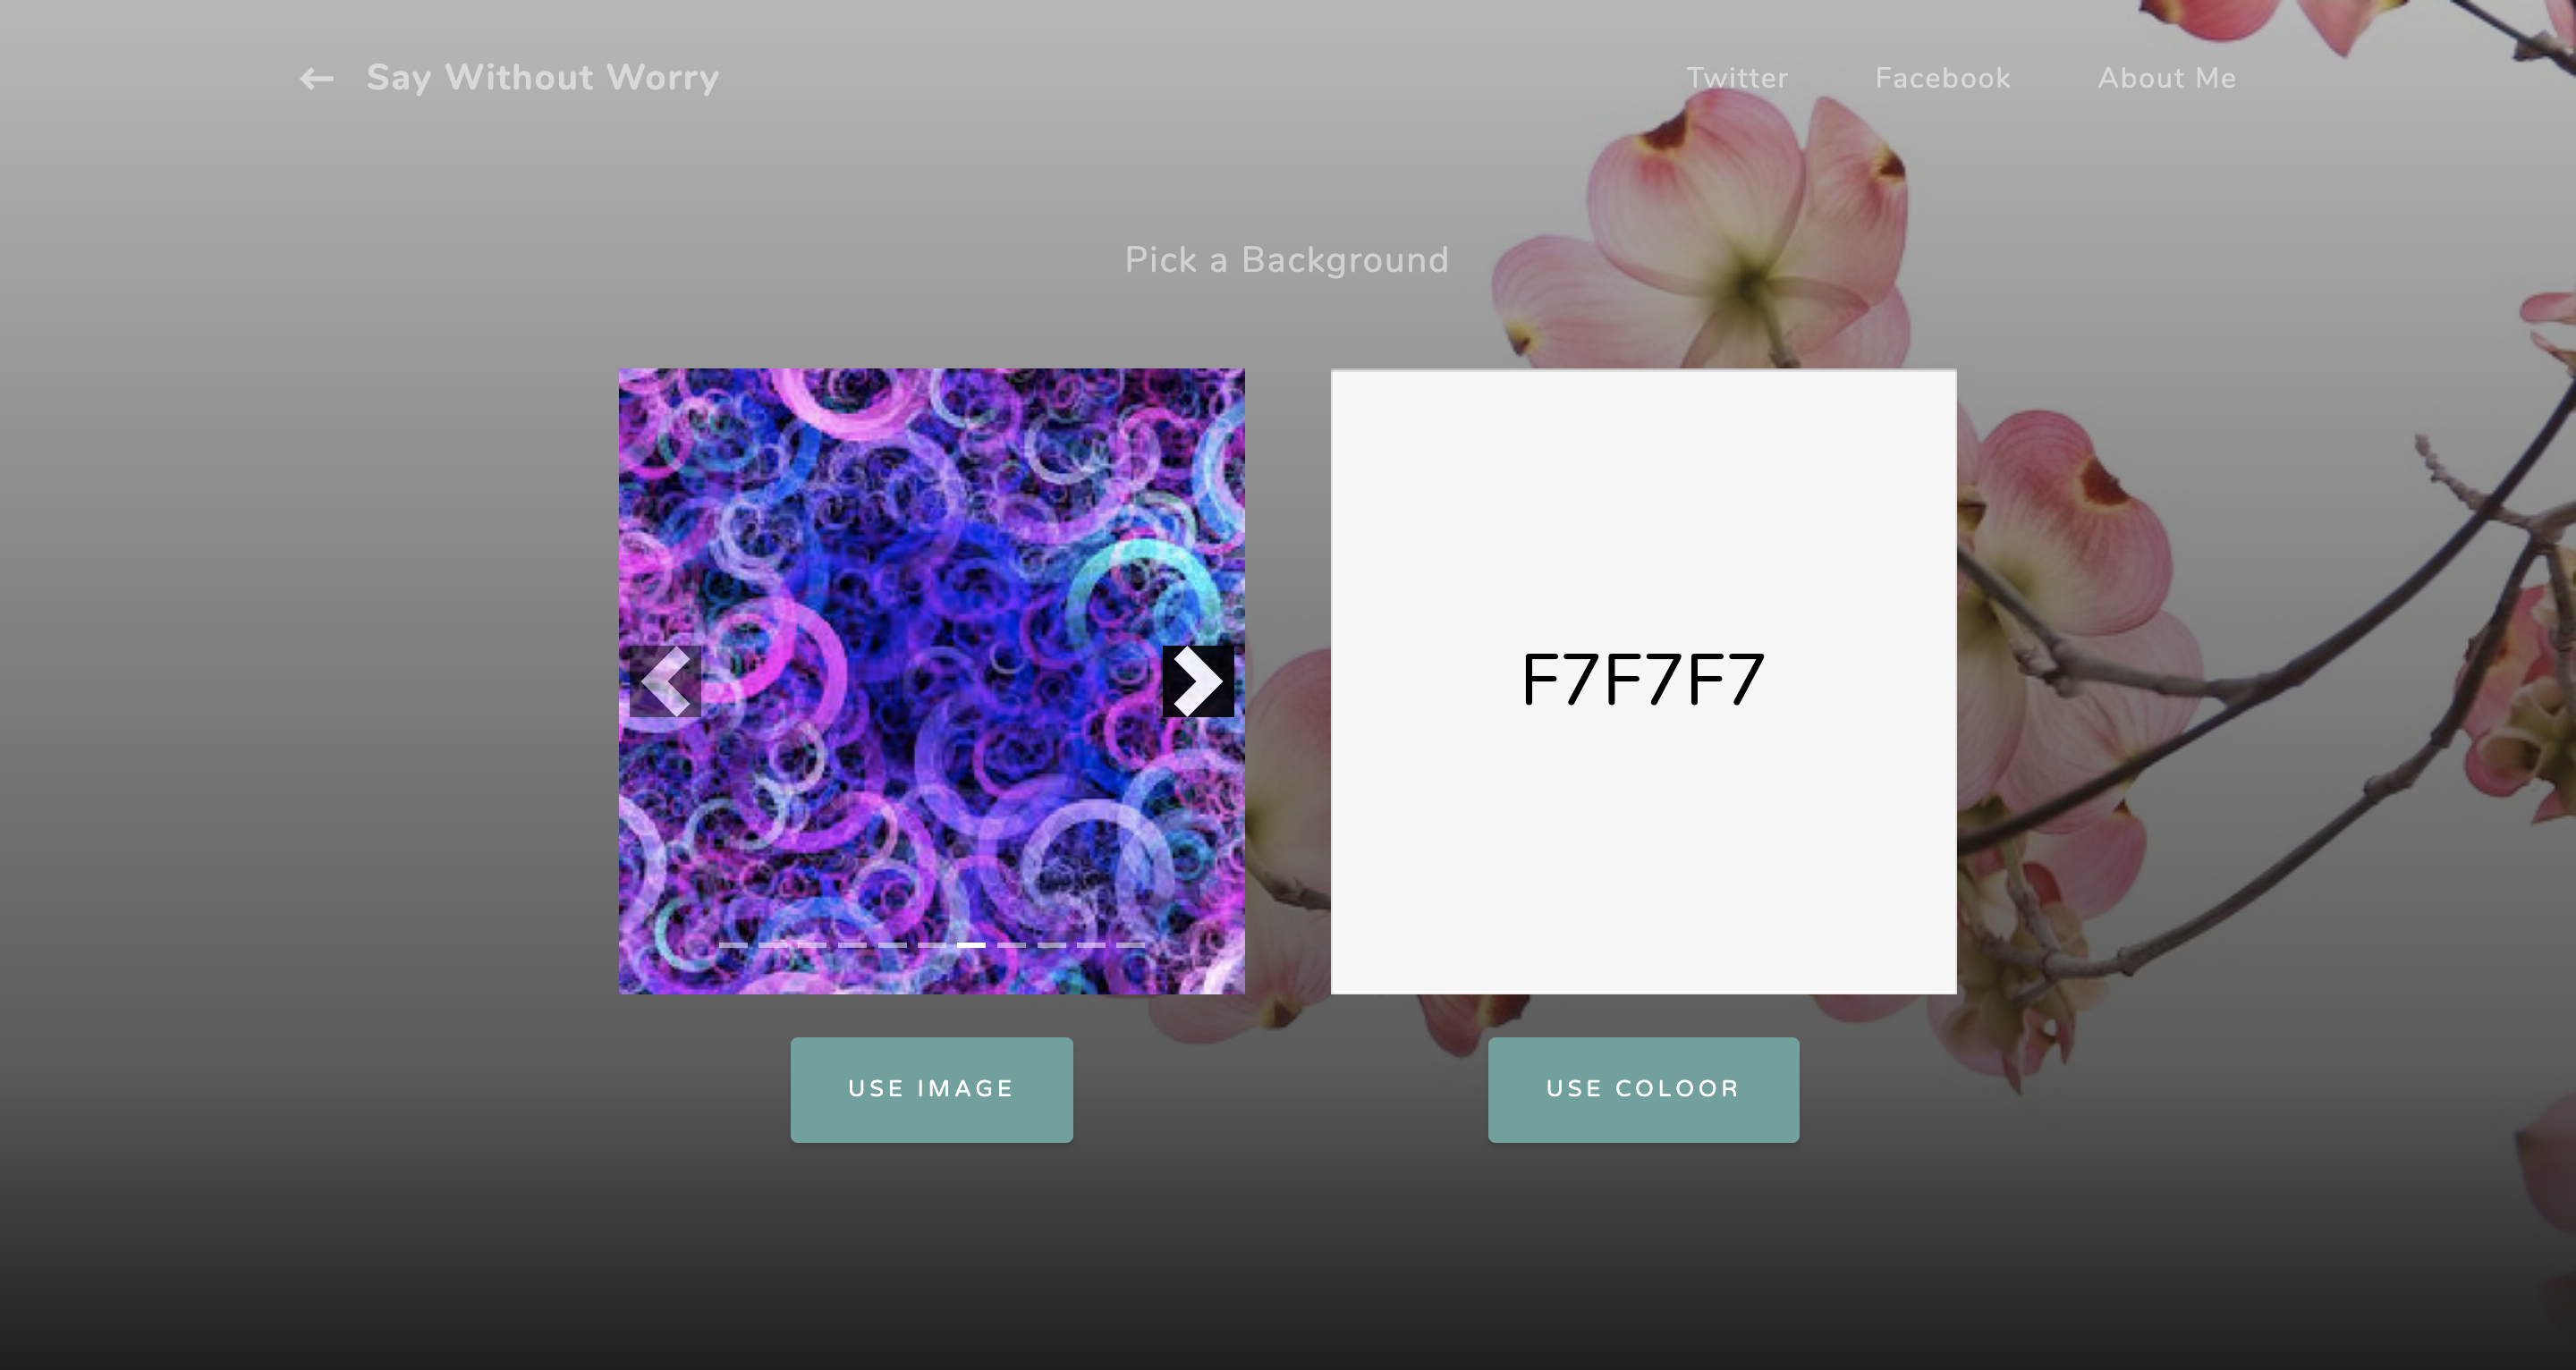 Say Without Worry
Twitter Facebook About Me
Pick a Background
F7F7F7
USE IMAGE
USE COLOOR